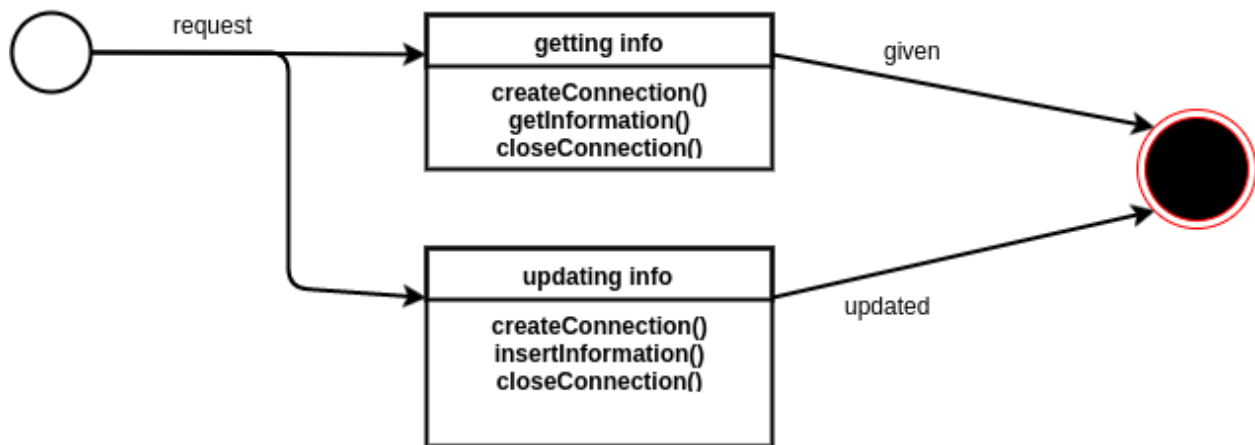 request
getting info
createConnection()
getInformation()
closeConnection()
given
updating info
createConnection()
insertInformation()
closeConnection()
updated